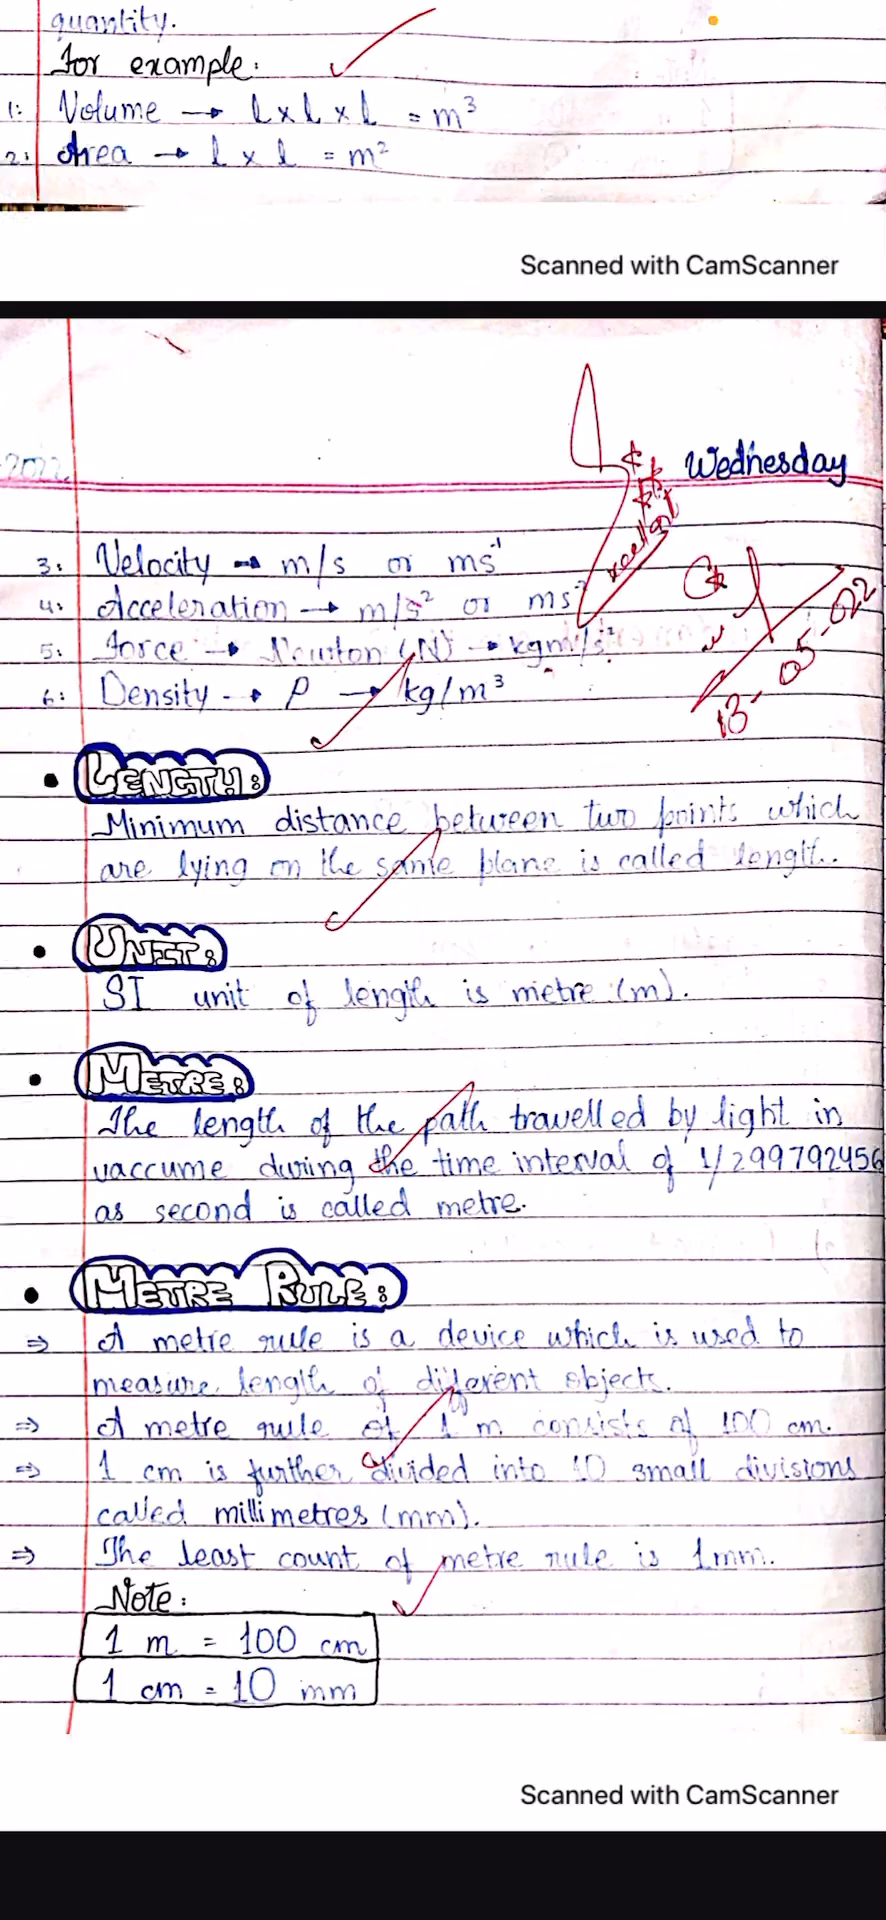 quantity.
For example:
1: Volume → l x l x l = m³
2: Area → l x l = m²
Scanned with CamScanner
2022 Wednesday
excellent
3: Velocity → m/s or ms⁻¹
4: Acceleration → m/s² or ms⁻²
5: Force → Newton (N) → kgm/s²
6: Density → ρ → kg/m³
13-05-022
• LENGTH:
Minimum distance between two points which
are lying on the same plane is called length.
• UNIT:
SI unit of length is metre (m).
• METRE:
The length of the path travelled by light in
vaccume during the time interval of 1/299792456
as second is called metre.
• METRE RULE:
⇒ A metre rule is a device which is used to
measure length of different objects.
⇒ A metre rule of 1 m consists of 100 cm.
⇒ 1 cm is further divided into 10 small divisions
called millimetres (mm).
⇒ The least count of metre rule is 1mm.
Note:
1 m = 100 cm
1 cm = 10 mm
Scanned with CamScanner